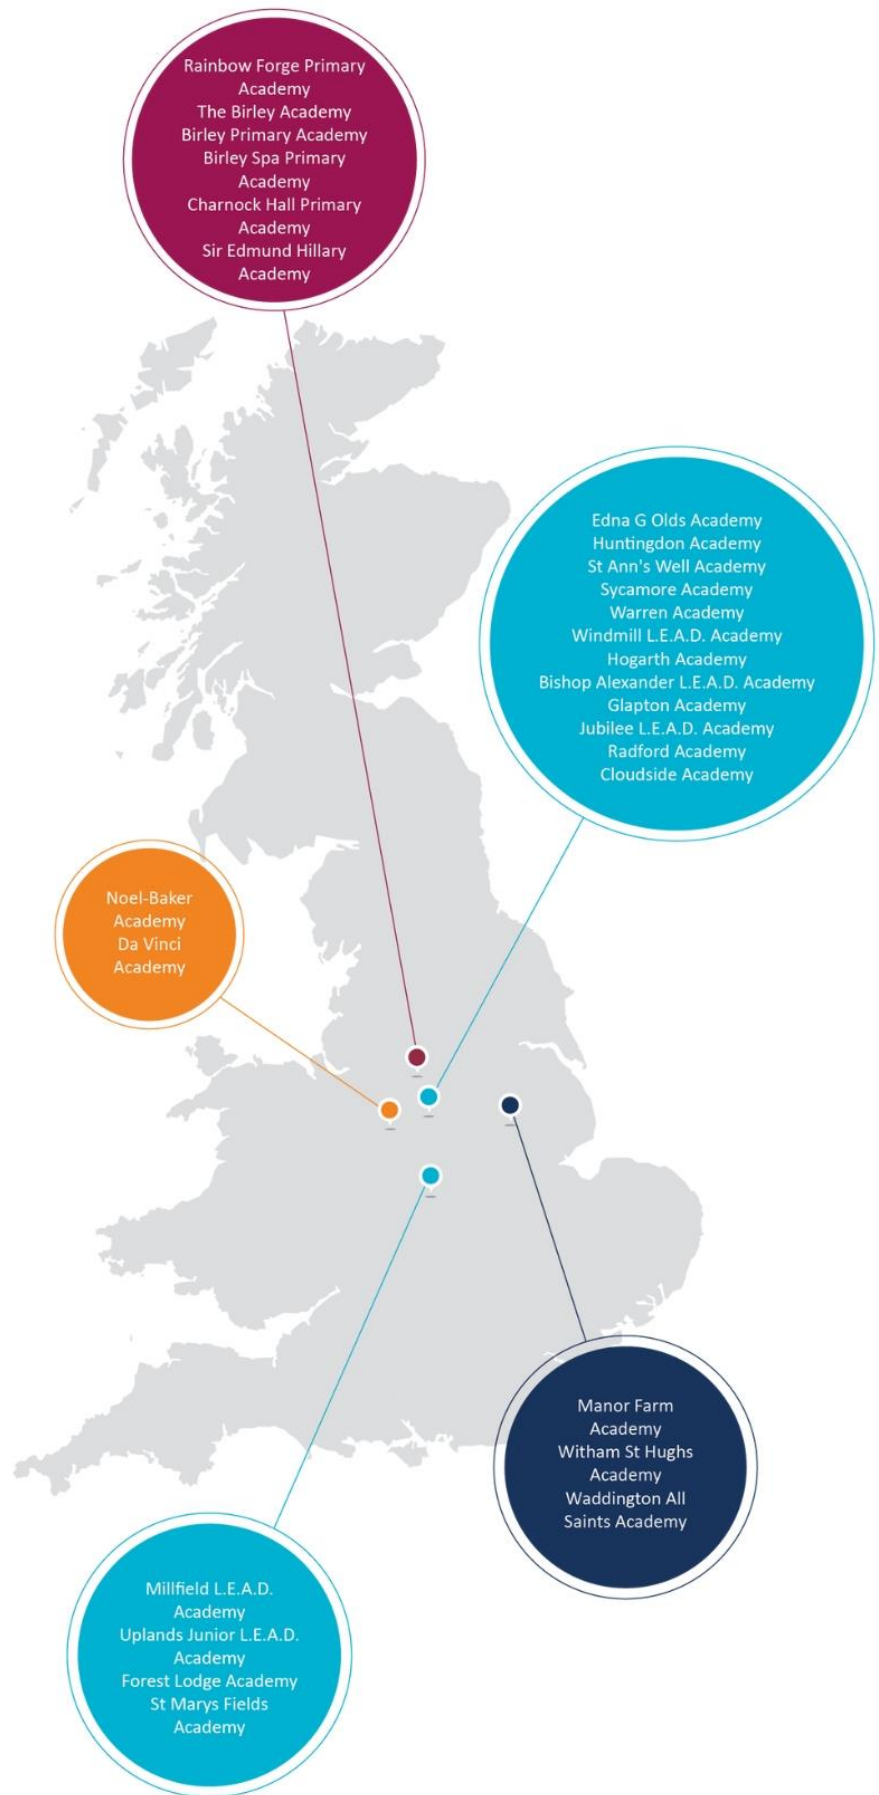 Rainbow Forge Primary
Academy
The Birley Academy
Birley Primary Academy
Birley Spa Primary
Academy
Charnock Hall Primary
Academy
Sir Edmund Hillary
Academy
Edna G Olds Academy
Huntingdon Academy
St Ann's Well Academy
Sycamore Academy
Warren Academy
Windmill L.E.A.D. Academy
Hogarth Academy
Bishop Alexander L.E.A.D. Academy
Glapton Academy
Jubilee L.E.A.D. Academy
Radford Academy
Cloudside Academy
Noel-Baker
Academy
Da Vinci
Academy
Manor Farm
Academy
Witham St Hughs
Academy
Waddington All
Saints Academy
Millfield L.E.A.D.
Academy
Uplands Junior L.E.A.D.
Academy
Forest Lodge Academy
St Marys Fields
Academy